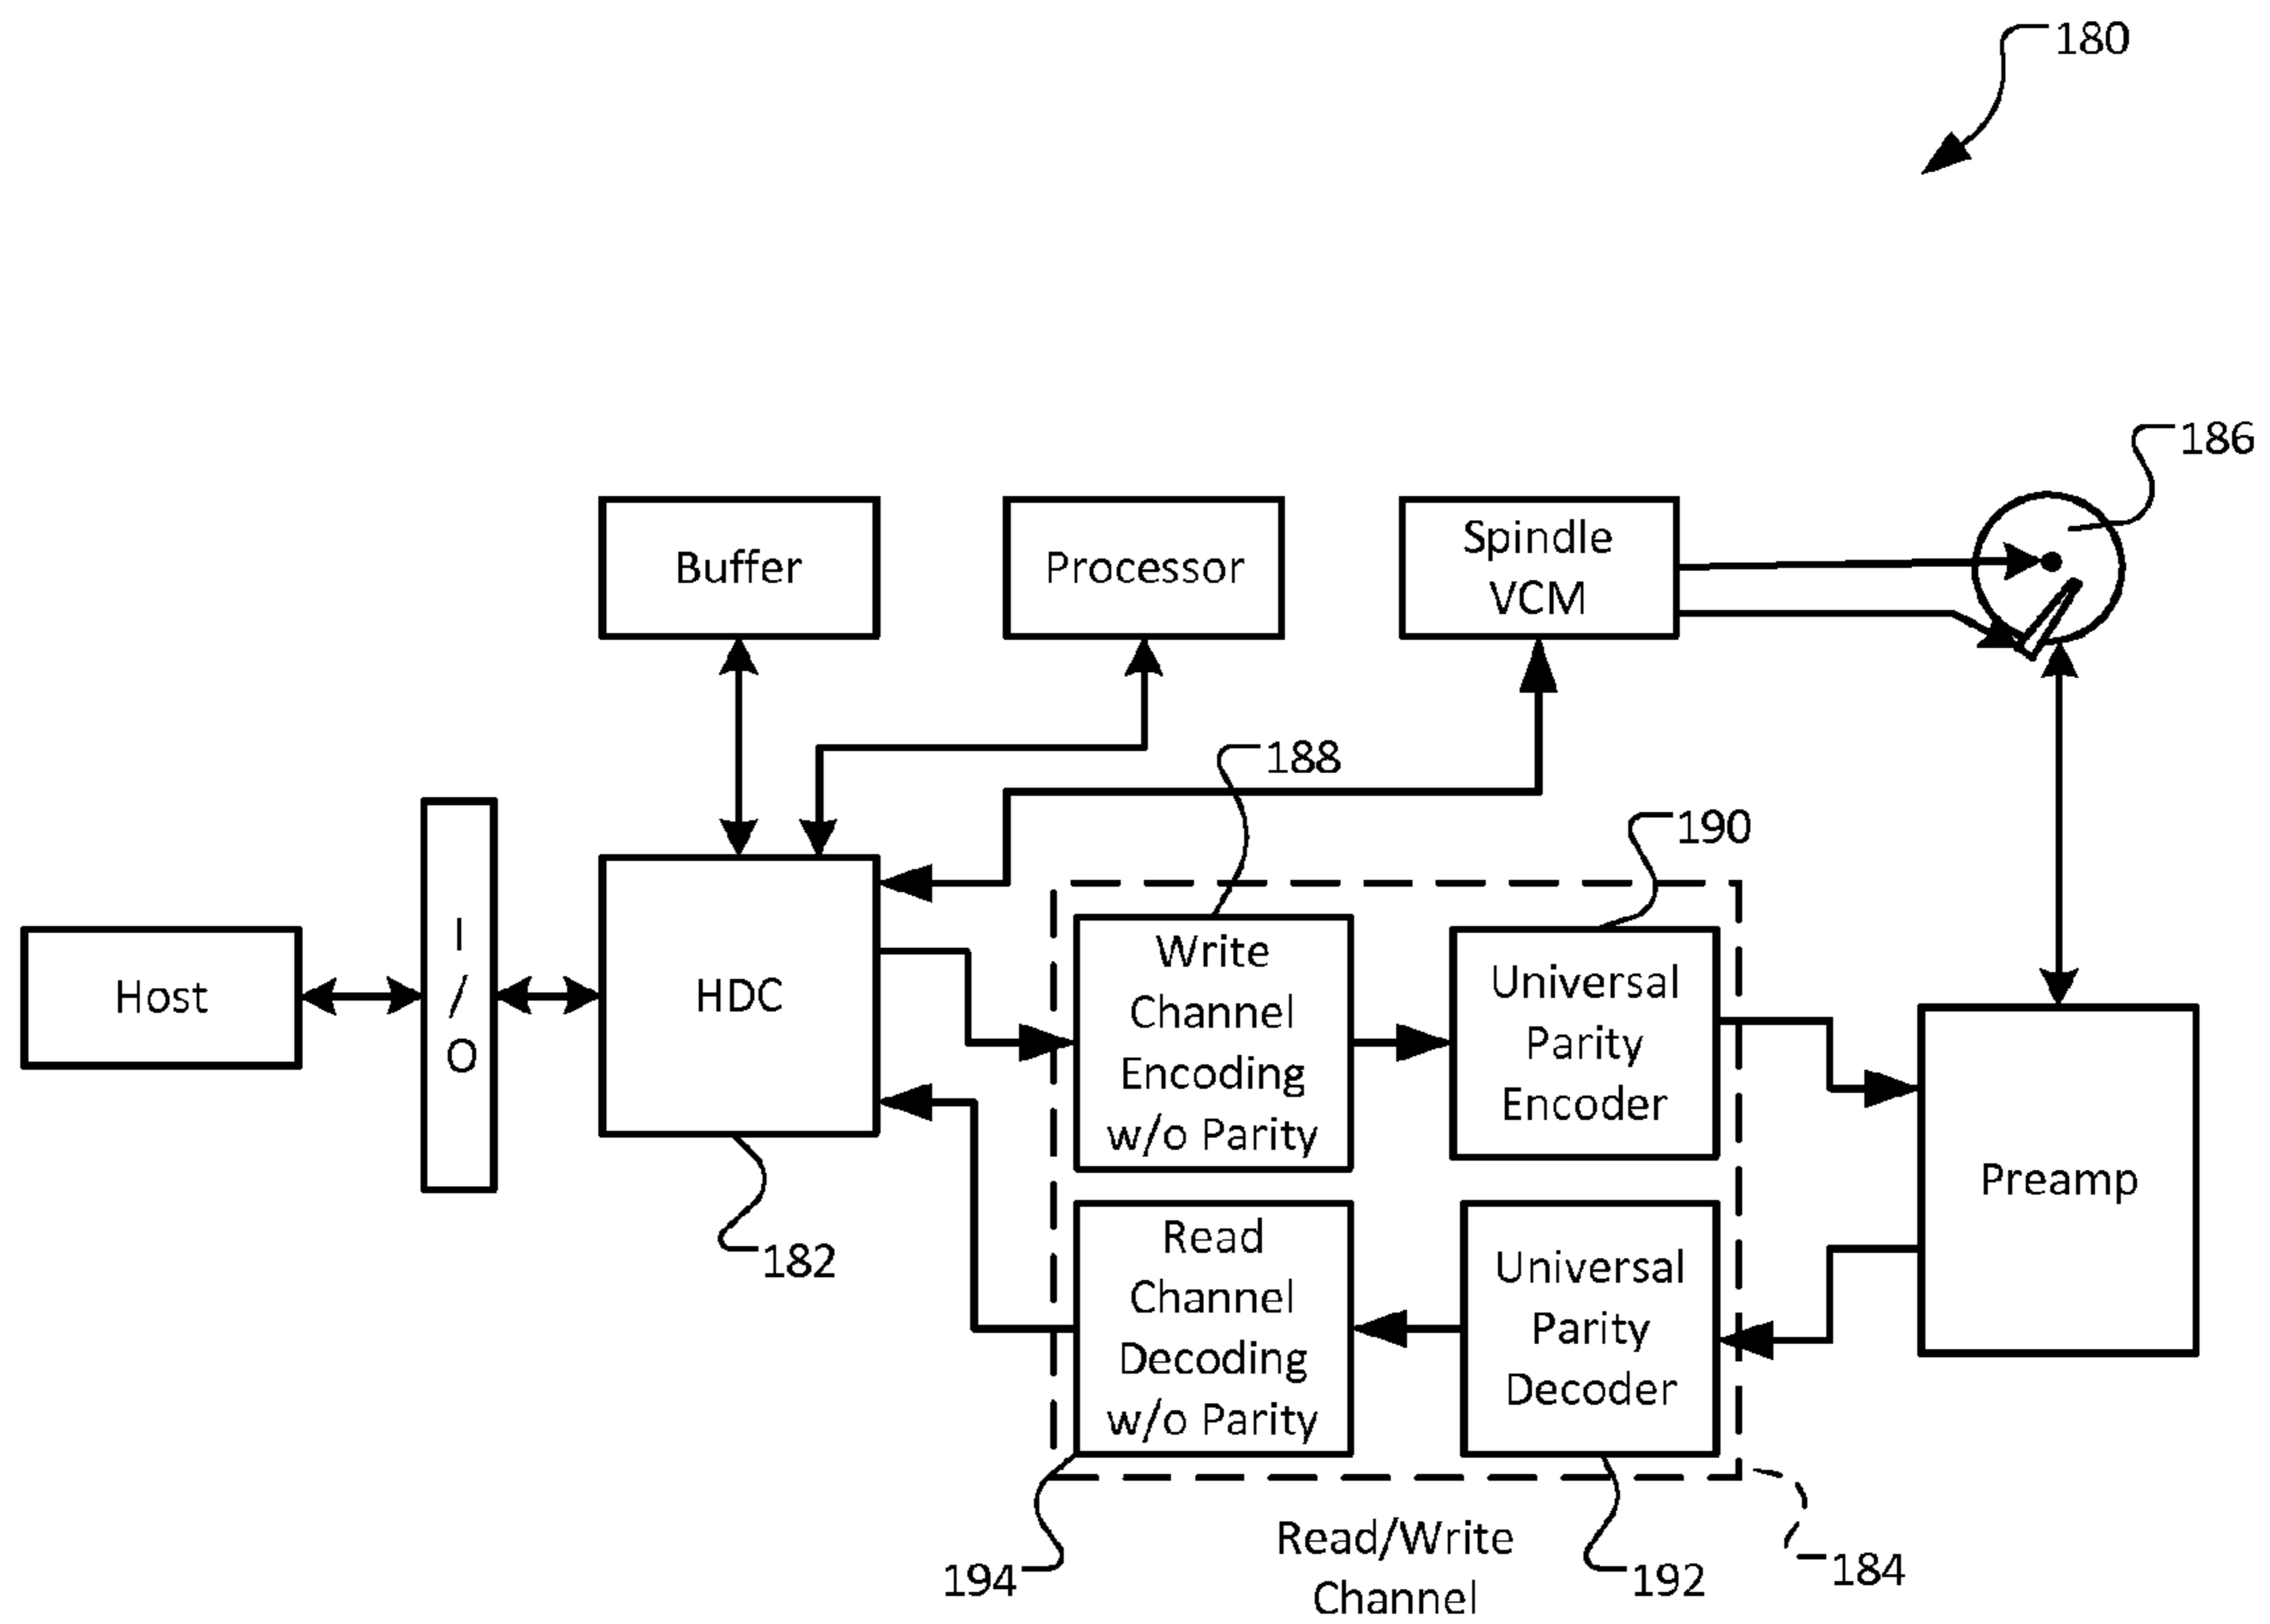 180
186
Buffer
Processor
Spindle
VCM
188
190
Host
I
/
O
HDC
Write
Channel
Encoding
w/o Parity
Universal
Parity
Encoder
Preamp
182
Read
Channel
Decoding
w/o Parity
Universal
Parity
Decoder
194
Read/Write
Channel
192
184